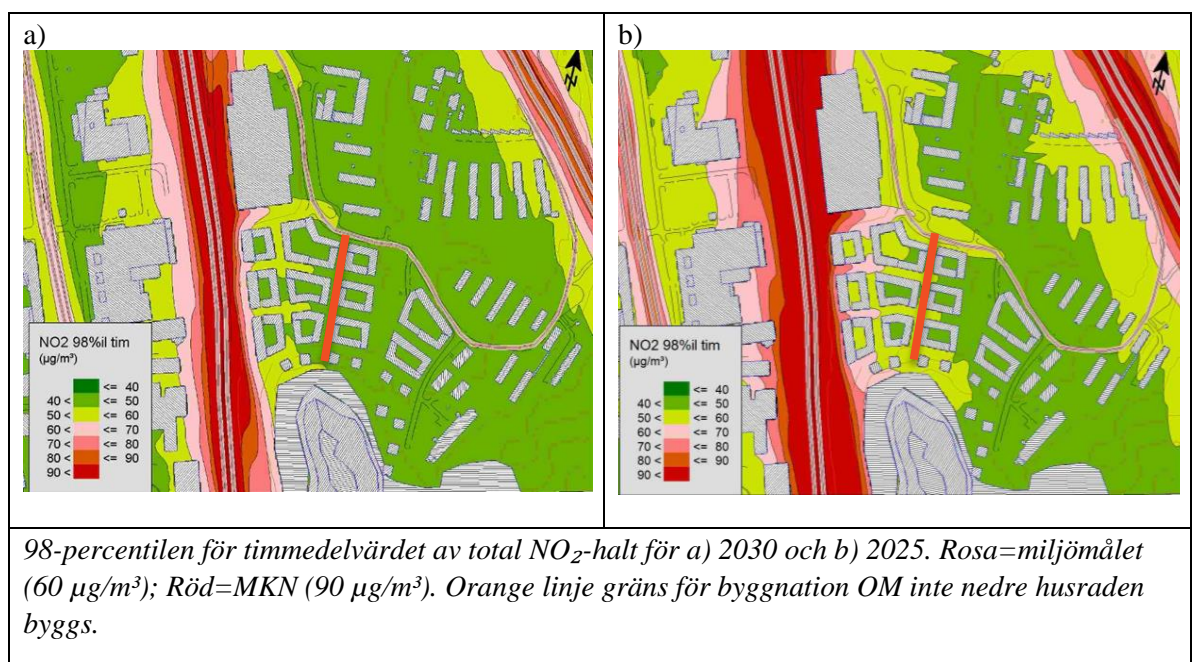 a)
N
NO2 98%il tim
(µg/m³)
<= 40
40 < <= 50
50 < <= 60
60 < <= 70
70 < <= 80
80 < <= 90
90 <
b)
N
NO2 98%il tim
(µg/m³)
<= 40
40 < <= 50
50 < <= 60
60 < <= 70
70 < <= 80
80 < <= 90
90 <
98-percentilen för timmedelvärdet av total NO₂-halt för a) 2030 och b) 2025. Rosa=miljömålet
(60 µg/m³); Röd=MKN (90 µg/m³). Orange linje gräns för byggnation OM inte nedre husraden
byggs.